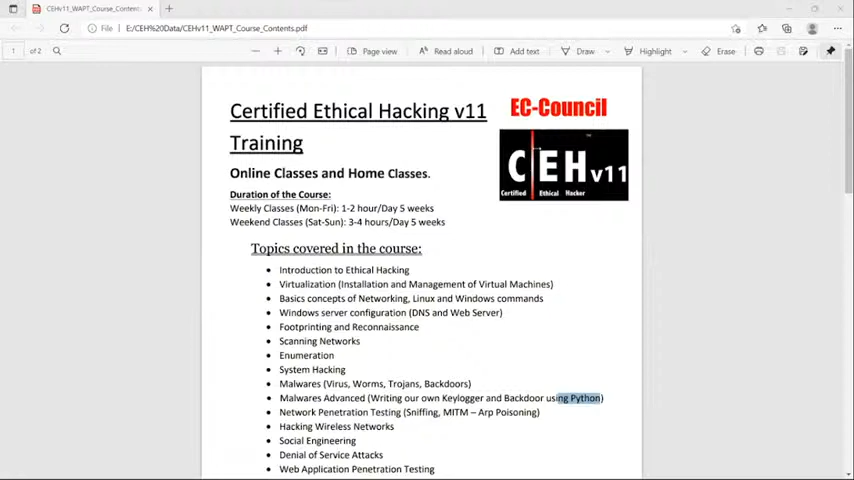 CEHv11_WAPT_Course_Contents.pdf
File E:/CEH%20Data/CEHv11_WAPT_Course_Contents.pdf
1 of 2 Page view Read aloud Add text Draw Highlight Erase
Certified Ethical Hacking v11
Training
EC-Council
CEHv11
Certified Ethical Hacker
Online Classes and Home Classes.
Duration of the Course:
Weekly Classes (Mon-Fri): 1-2 hour/Day 5 weeks
Weekend Classes (Sat-Sun): 3-4 hours/Day 5 weeks
Topics covered in the course:
• Introduction to Ethical Hacking
• Virtualization (Installation and Management of Virtual Machines)
• Basics concepts of Networking, Linux and Windows commands
• Windows server configuration (DNS and Web Server)
• Footprinting and Reconnaissance
• Scanning Networks
• Enumeration
• System Hacking
• Malwares (Virus, Worms, Trojans, Backdoors)
• Malwares Advanced (Writing our own Keylogger and Backdoor using Python)
• Network Penetration Testing (Sniffing, MITM – Arp Poisoning)
• Hacking Wireless Networks
• Social Engineering
• Denial of Service Attacks
• Web Application Penetration Testing